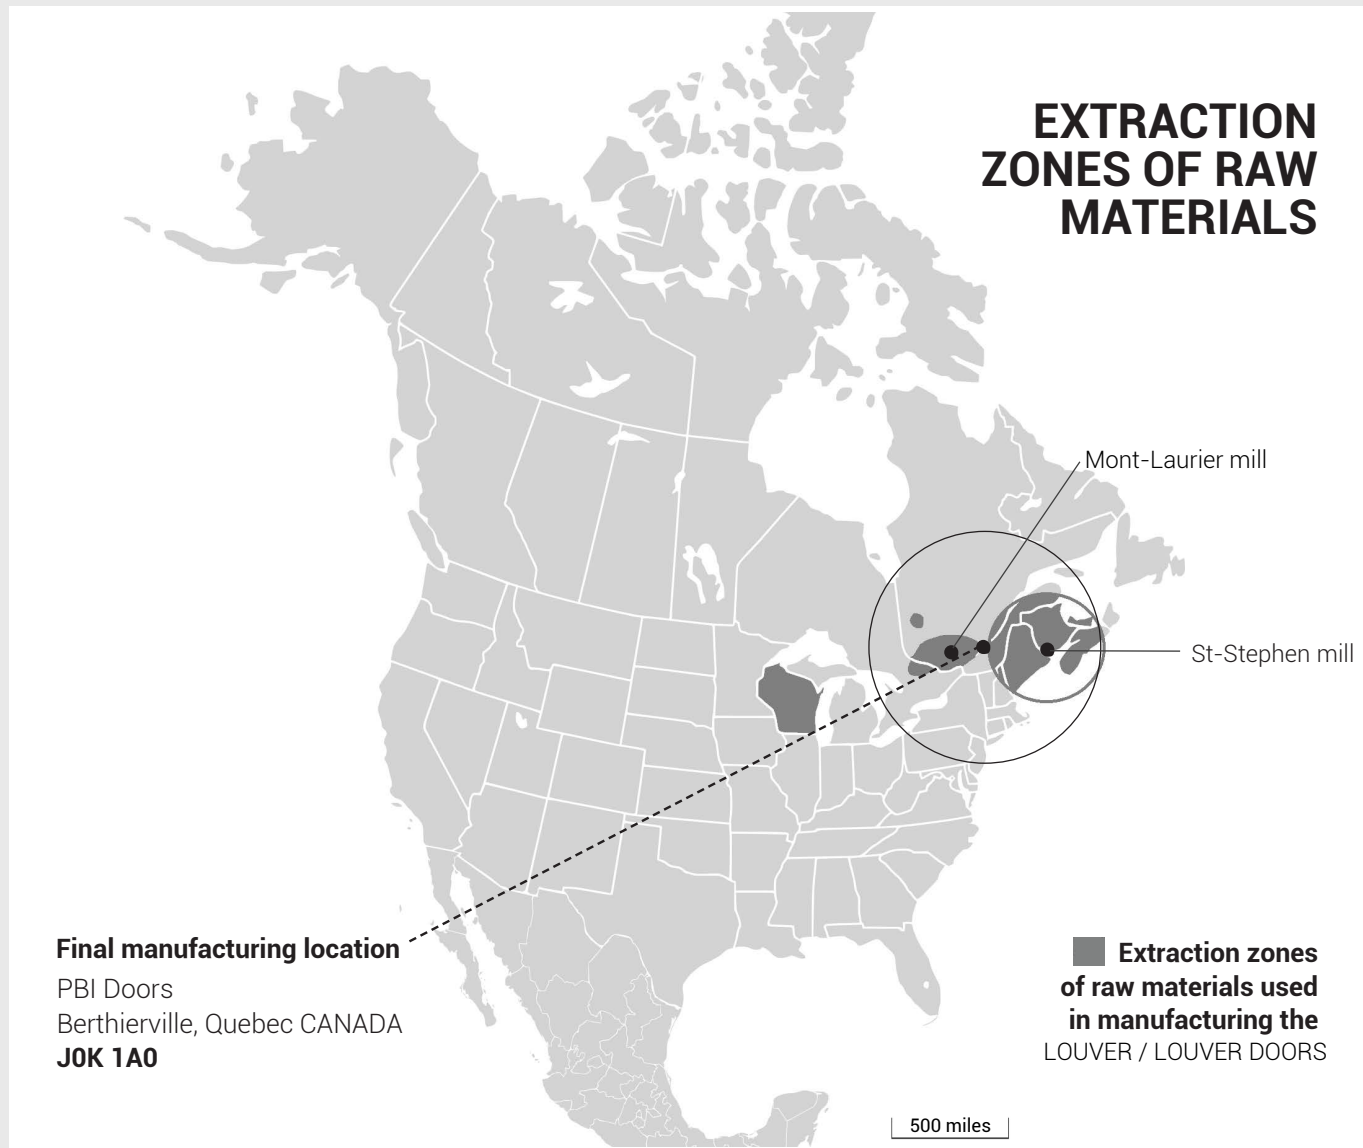 EXTRACTION
ZONES OF RAW
MATERIALS
Mont-Laurier mill
St-Stephen mill
Final manufacturing location
PBI Doors
Berthierville, Quebec CANADA
J0K 1A0
Extraction zones
of raw materials used
in manufacturing the
LOUVER / LOUVER DOORS
500 miles